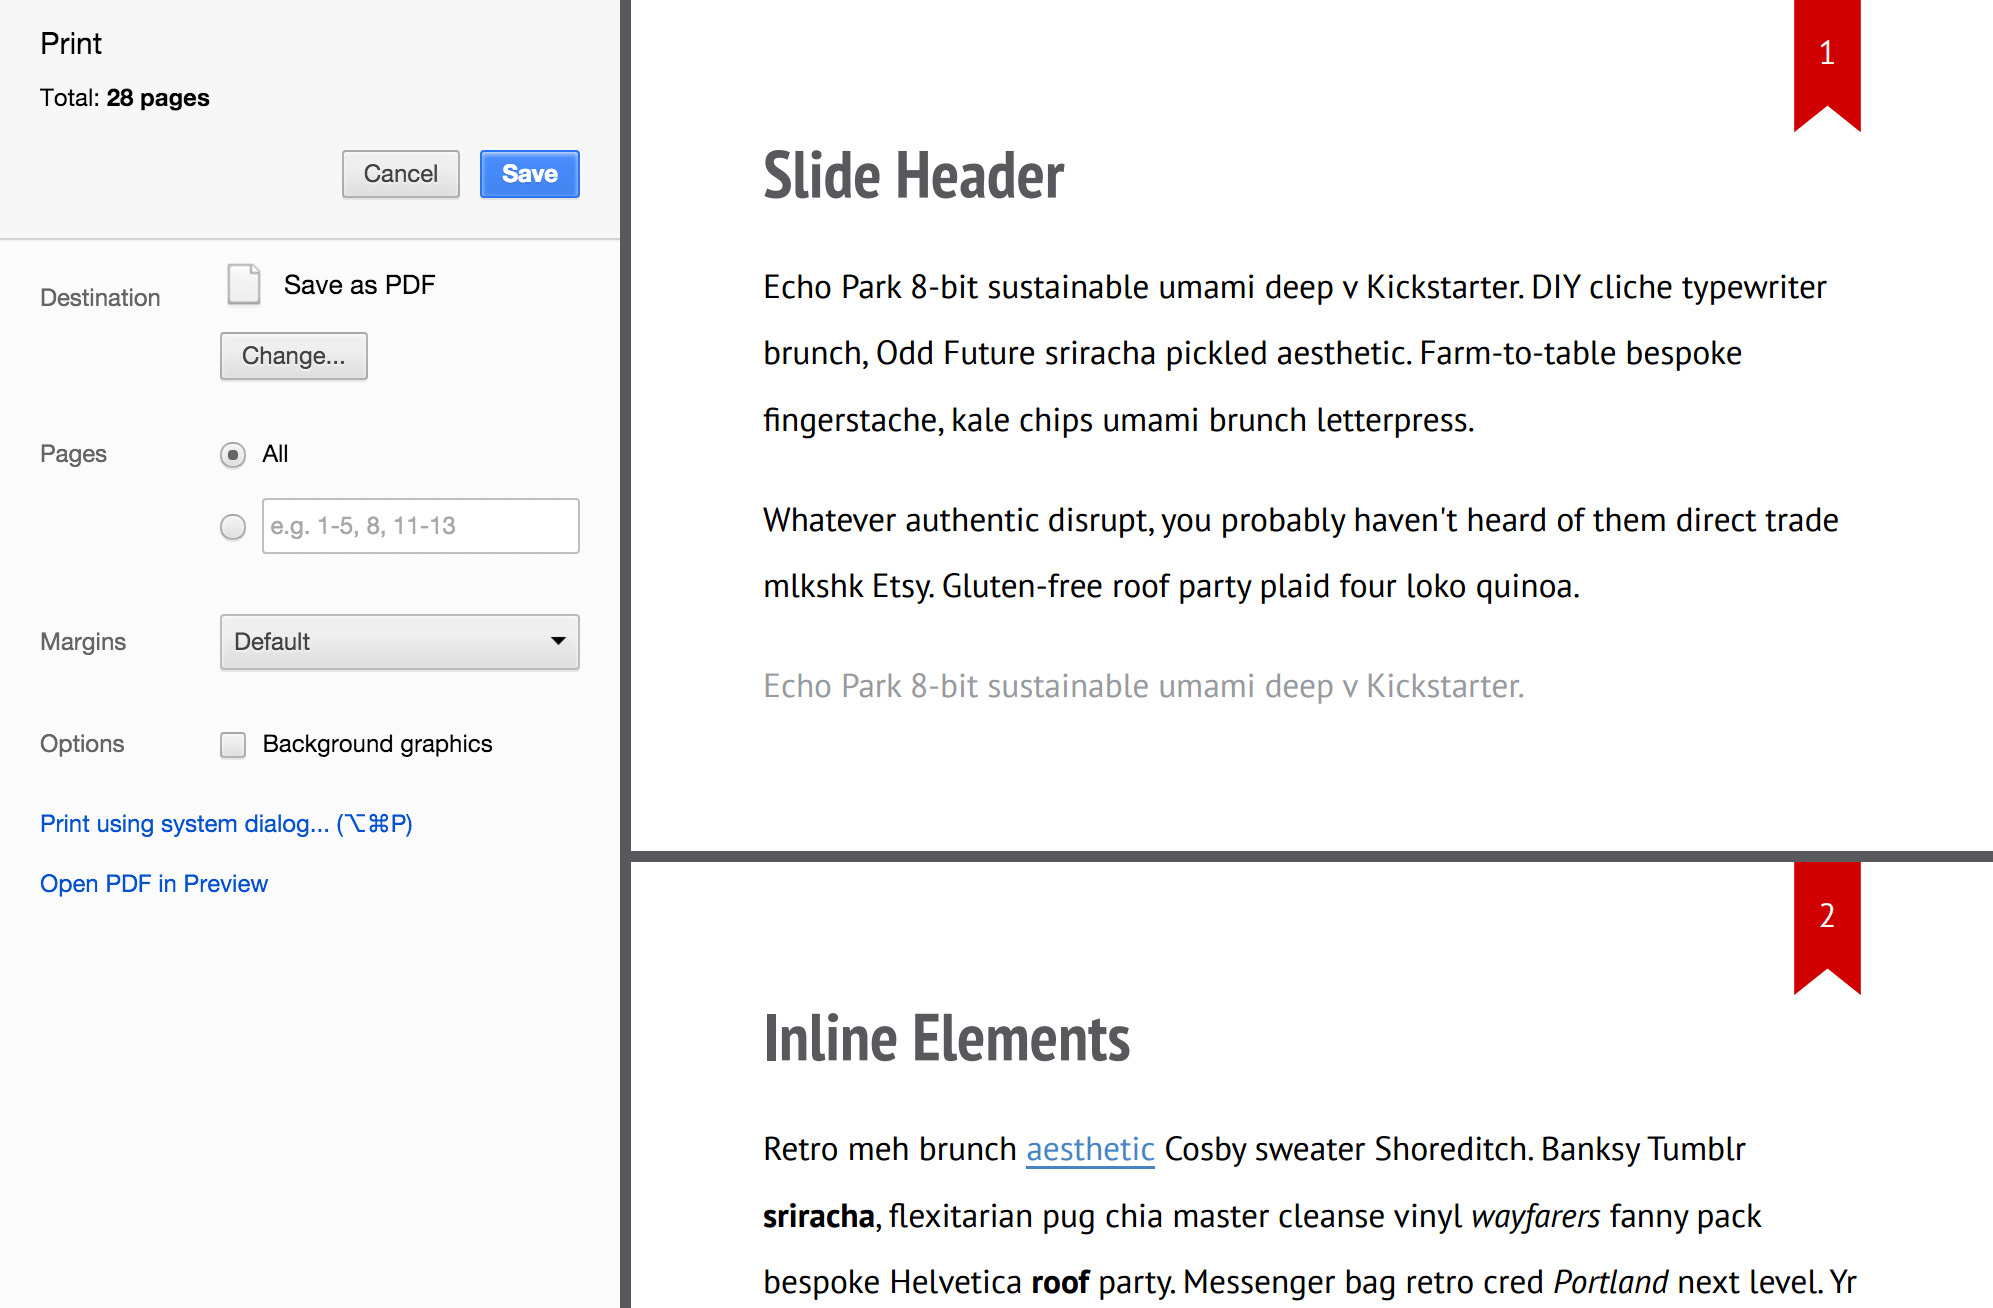 Print
Total: 28 pages
Cancel
Save
Destination
Save as PDF
Change...
Pages
All
e.g. 1-5, 8, 11-13
Margins
Default
Options
Background graphics
Print using system dialog... (⌥⌘P)
Open PDF in Preview
1
Slide Header
Echo Park 8-bit sustainable umami deep v Kickstarter. DIY cliche typewriter
brunch, Odd Future sriracha pickled aesthetic. Farm-to-table bespoke
fingerstache, kale chips umami brunch letterpress.
Whatever authentic disrupt, you probably haven't heard of them direct trade
mlkshk Etsy. Gluten-free roof party plaid four loko quinoa.
Echo Park 8-bit sustainable umami deep v Kickstarter.
2
Inline Elements
Retro meh brunch aesthetic Cosby sweater Shoreditch. Banksy Tumblr
sriracha, flexitarian pug chia master cleanse vinyl wayfarers fanny pack
bespoke Helvetica roof party. Messenger bag retro cred Portland next level. Yr